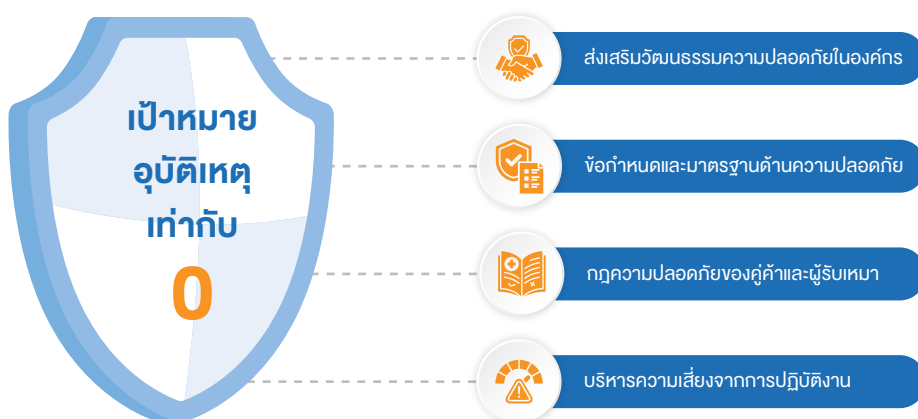 เป้าหมาย
อุบัติเหตุ
เท่ากับ
0
ส่งเสริมวัฒนธรรมความปลอดภัยในองค์กร
ข้อกำหนดและมาตรฐานด้านความปลอดภัย
กฎความปลอดภัยของคู่ค้าและผู้รับเหมา
บริหารความเสี่ยงจากการปฏิบัติงาน